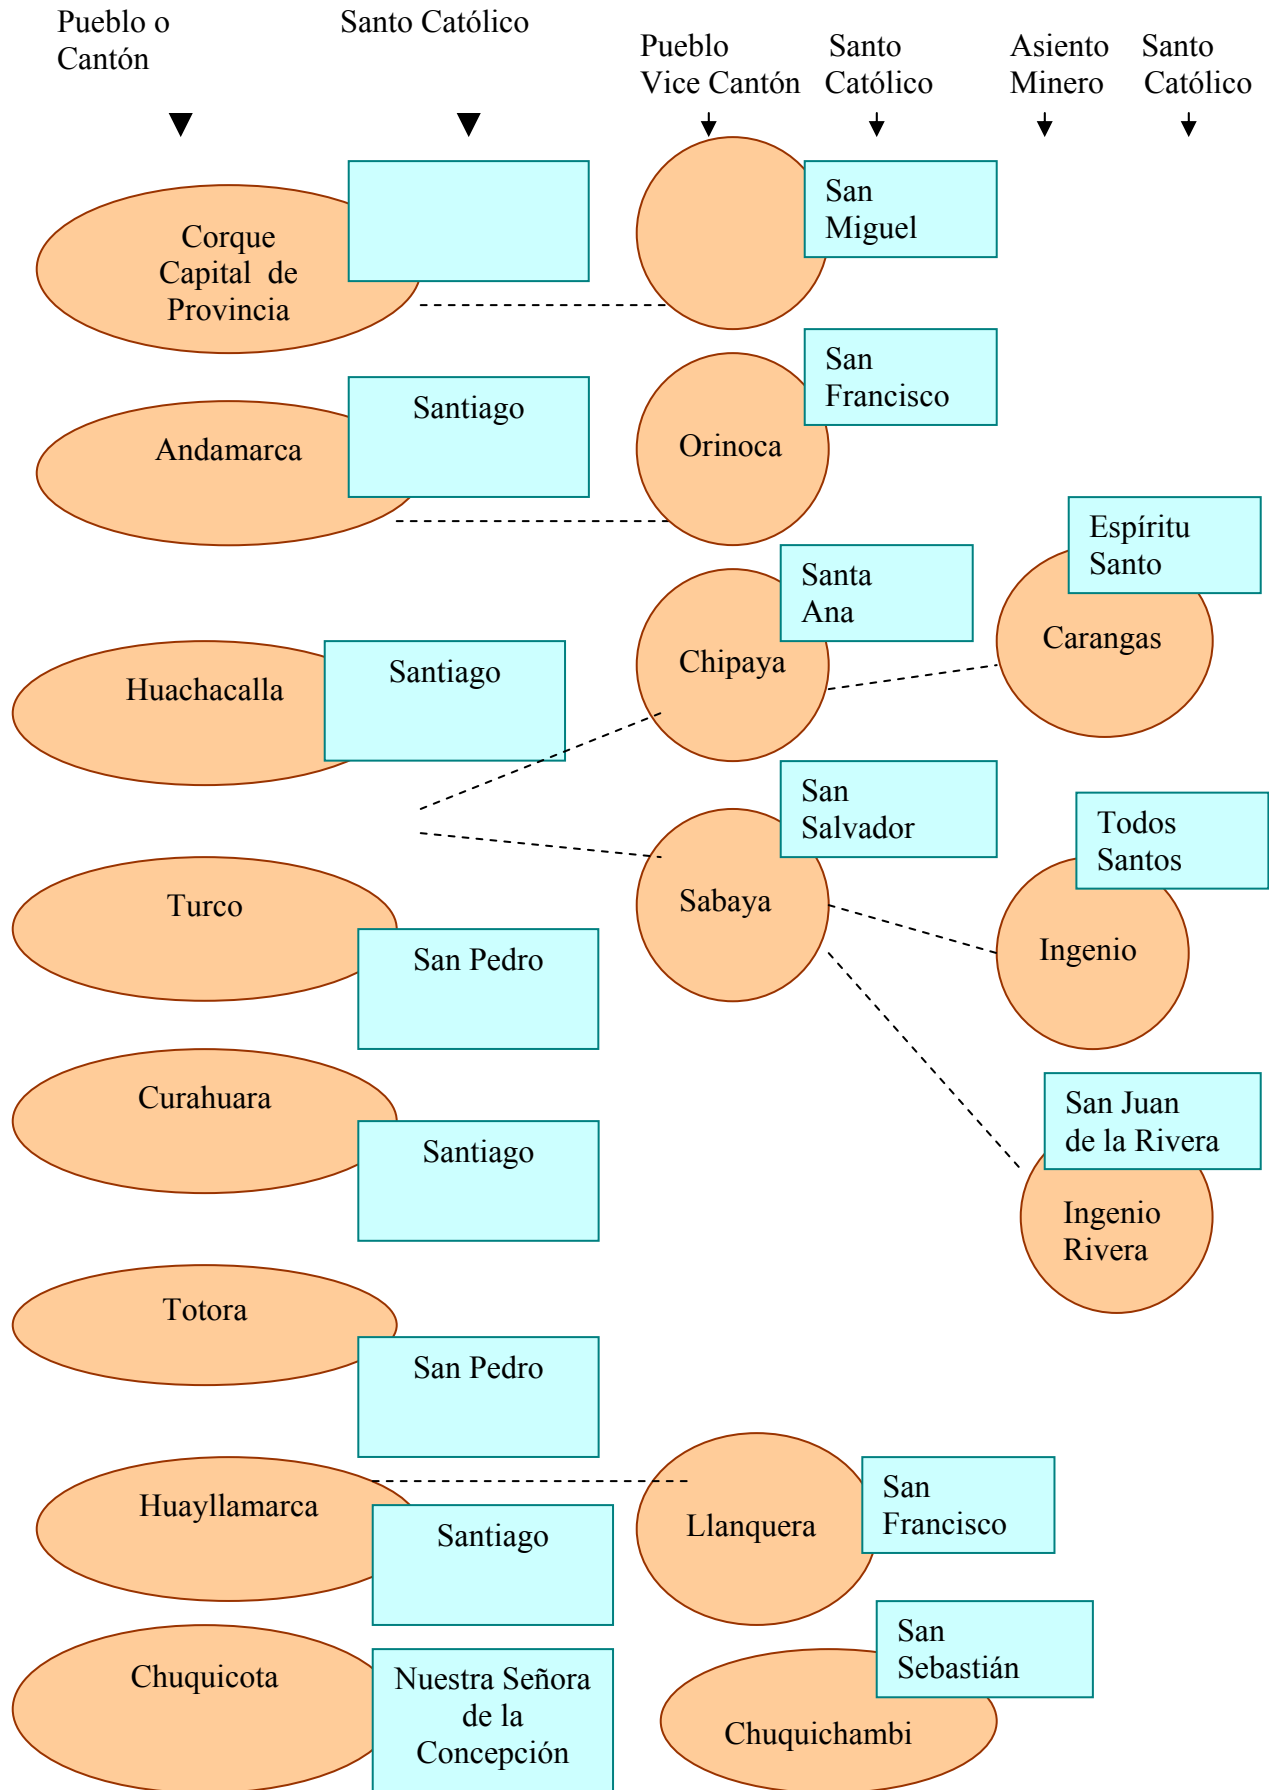 Pueblo o
Cantón
Santo Católico
Pueblo
Vice Cantón
Santo
Católico
Asiento
Minero
Santo
Católico
Corque
Capital de
Provincia
San
Miguel
Andamarca
Santiago
Orinoca
San
Francisco
Huachacalla
Santiago
Chipaya
Santa
Ana
Carangas
Espíritu
Santo
Sabaya
San
Salvador
Ingenio
Todos
Santos
Turco
San Pedro
Curahuara
Santiago
Ingenio
Rivera
San Juan
de la Rivera
Totora
San Pedro
Huayllamarca
Santiago
Llanquera
San
Francisco
Chuquicota
Nuestra Señora
de la
Concepción
Chuquichambi
San
Sebastián